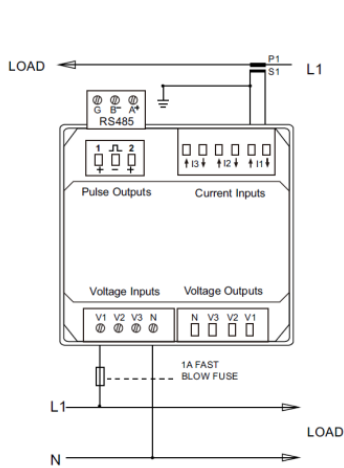 P1
LOAD
S1
L1
G B- A+
RS485
1 2
+ - +
I3 I2 I1
Pulse Outputs
Current Inputs
Voltage Inputs
Voltage Outputs
V1 V2 V3 N
N V3 V2 V1
1A FAST
BLOW FUSE
L1
LOAD
N